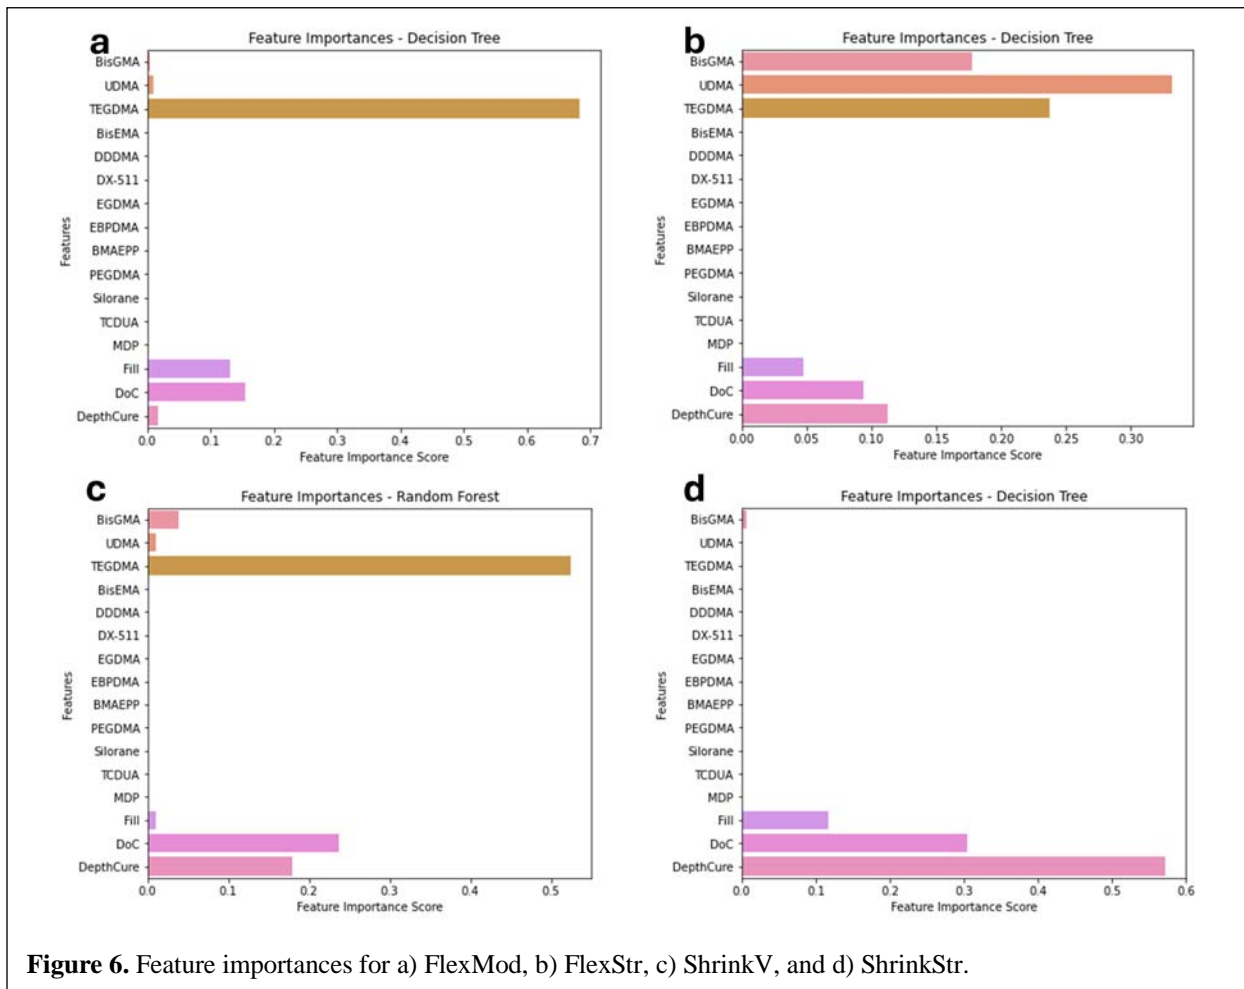 a
Feature Importances - Decision Tree
BisGMA
UDMA
TEGDMA
BisEMA
DDDMA
DX-511
EGDMA
EBPDMA
BMAEPP
PEGDMA
Silorane
TCDUA
MDP
Fill
DoC
DepthCure
Features
0.0 0.1 0.2 0.3 0.4 0.5 0.6 0.7
Feature Importance Score
b
Feature Importances - Decision Tree
BisGMA
UDMA
TEGDMA
BisEMA
DDDMA
DX-511
EGDMA
EBPDMA
BMAEPP
PEGDMA
Silorane
TCDUA
MDP
Fill
DoC
DepthCure
Features
0.00 0.05 0.10 0.15 0.20 0.25 0.30
Feature Importance Score
c
Feature Importances - Random Forest
BisGMA
UDMA
TEGDMA
BisEMA
DDDMA
DX-511
EGDMA
EBPDMA
BMAEPP
PEGDMA
Silorane
TCDUA
MDP
Fill
DoC
DepthCure
Features
0.0 0.1 0.2 0.3 0.4 0.5
Feature Importance Score
d
Feature Importances - Decision Tree
BisGMA
UDMA
TEGDMA
BisEMA
DDDMA
DX-511
EGDMA
EBPDMA
BMAEPP
PEGDMA
Silorane
TCDUA
MDP
Fill
DoC
DepthCure
Features
0.0 0.1 0.2 0.3 0.4 0.5 0.6
Feature Importance Score
Figure 6. Feature importances for a) FlexMod, b) FlexStr, c) ShrinkV, and d) ShrinkStr.